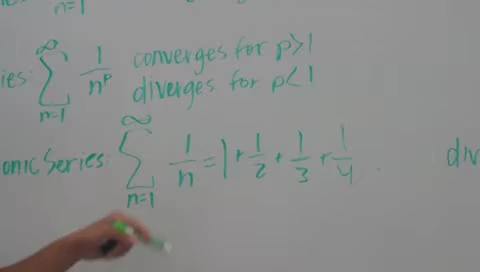 n=1
ies: ∞ ∑ n=1 1/n^p converges for p>1
diverges for p<1
onic Series: ∞ ∑ n=1 1/n = 1 + 1/2 + 1/3 + 1/4 . div